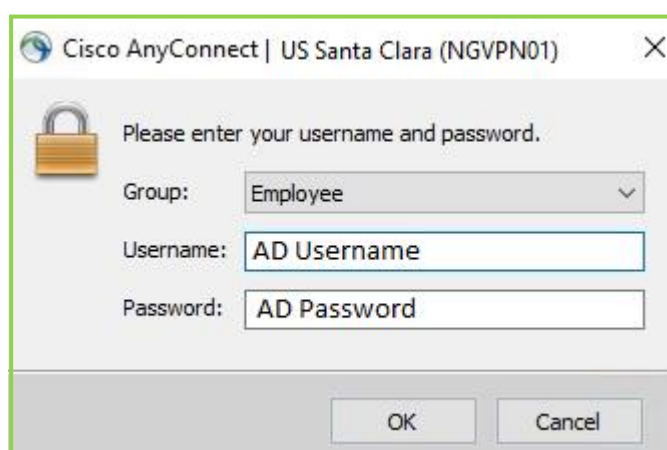 Cisco AnyConnect | US Santa Clara (NGVPN01)
Please enter your username and password.
Group: Employee
Username: AD Username
Password: AD Password
OK Cancel